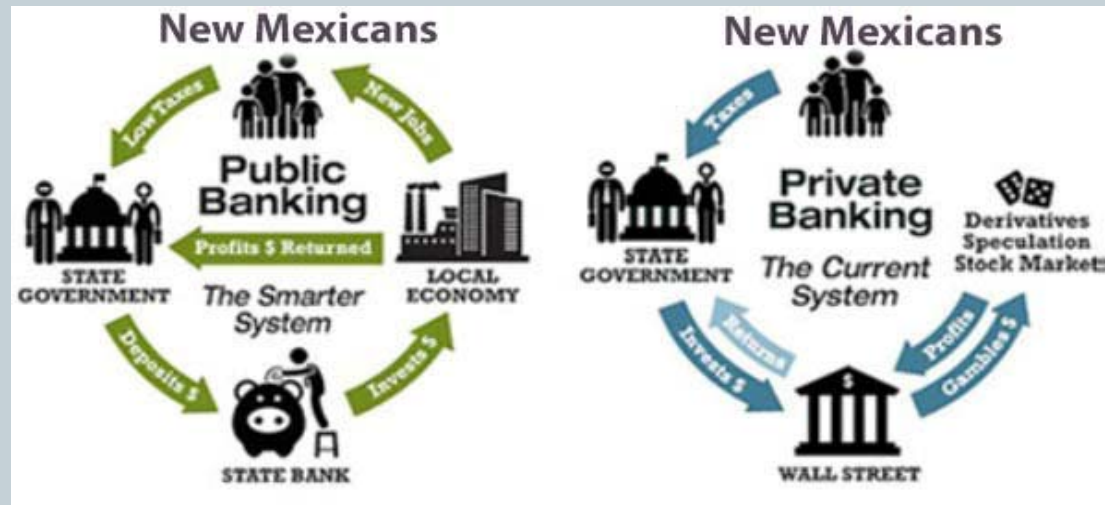 New Mexicans
Low Taxes
New Jobs
Public
Banking
Profits $ Returned
STATE
GOVERNMENT
LOCAL
ECONOMY
The Smarter
System
Deposits $
Invests $
STATE BANK
New Mexicans
Taxes
Private
Banking
STATE
GOVERNMENT
Derivatives
Speculation
Stock Markets
The Current
System
Invests $
Returns
Profits
Gambles $
$
WALL STREET